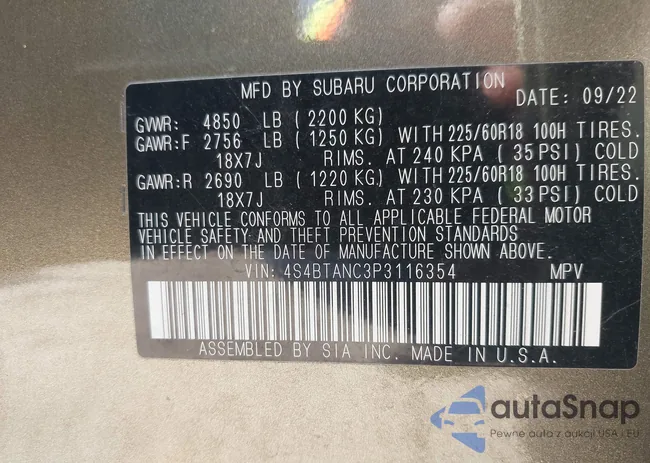 MFD BY SUBARU CORPORATION
DATE: 09/22
GVWR: 4850 LB (2200 KG)
GAWR:F 2756 LB (1250 KG) WITH 225/60R18 100H TIRES.
18X7J RIMS. AT 240 KPA (35 PSI) COLD
GAWR:R 2690 LB (1220 KG) WITH 225/60R18 100H TIRES.
18X7J RIMS. AT 230 KPA (33 PSI) COLD
THIS VEHICLE CONFORMS TO ALL APPLICABLE FEDERAL MOTOR
VEHICLE SAFETY AND THEFT PREVENTION STANDARDS
IN EFFECT ON THE DATE OF MANUFACTURE SHOWN ABOVE.
VIN: 4S4BTANC3P3116354 MPV
ASSEMBLED BY SIA INC. MADE IN U.S.A.
autaSnap
Pewne auta z aukcji USA i EU